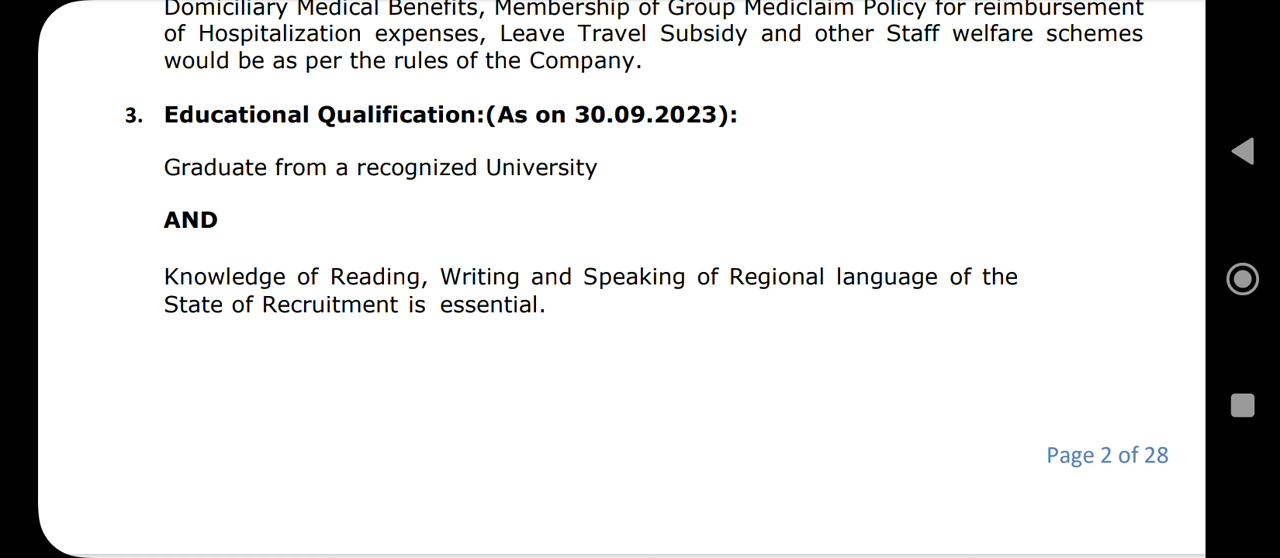 Domiciliary Medical Benefits, Membership of Group Mediclaim Policy for reimbursement
of Hospitalization expenses, Leave Travel Subsidy and other Staff welfare schemes
would be as per the rules of the Company.
3. Educational Qualification:(As on 30.09.2023):
Graduate from a recognized University
AND
Knowledge of Reading, Writing and Speaking of Regional language of the
State of Recruitment is essential.
Page 2 of 28